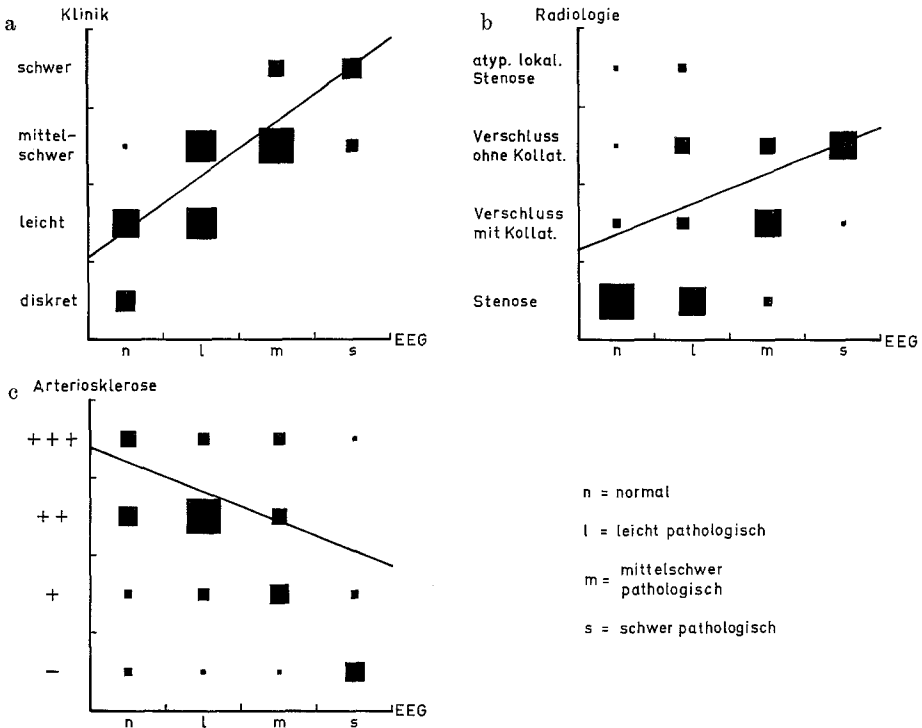 a
Klinik
schwer
mittel-
schwer
leicht
diskret
n l m s EEG
b
Radiologie
atyp. lokal.
Stenose
Verschluss
ohne Kollat.
Verschluss
mit Kollat.
Stenose
n l m s EEG
c
Arteriosklerose
+++
++
+
−
n l m s EEG
n = normal
l = leicht pathologisch
m = mittelschwer
pathologisch
s = schwer pathologisch